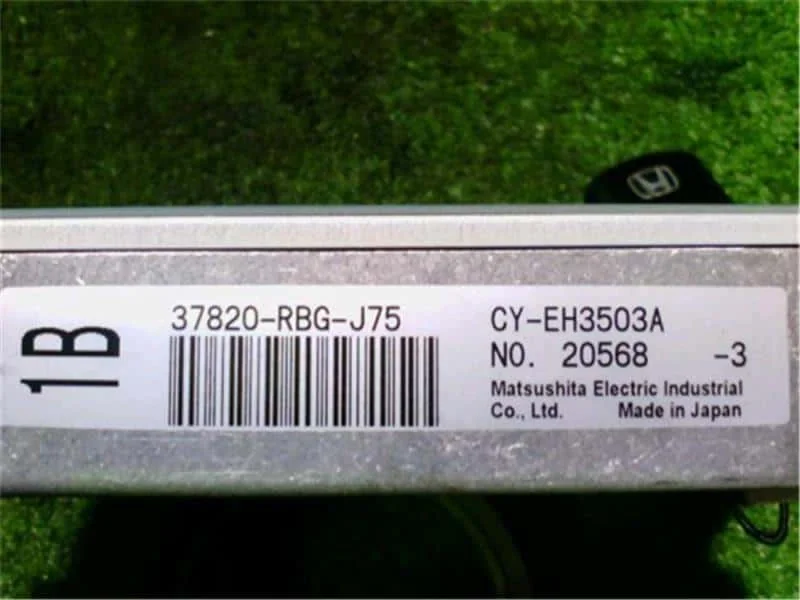 1B
37820-RBG-J75
CY-EH3503A
NO. 20568 -3
Matsushita Electric Industrial
Co., Ltd. Made in Japan